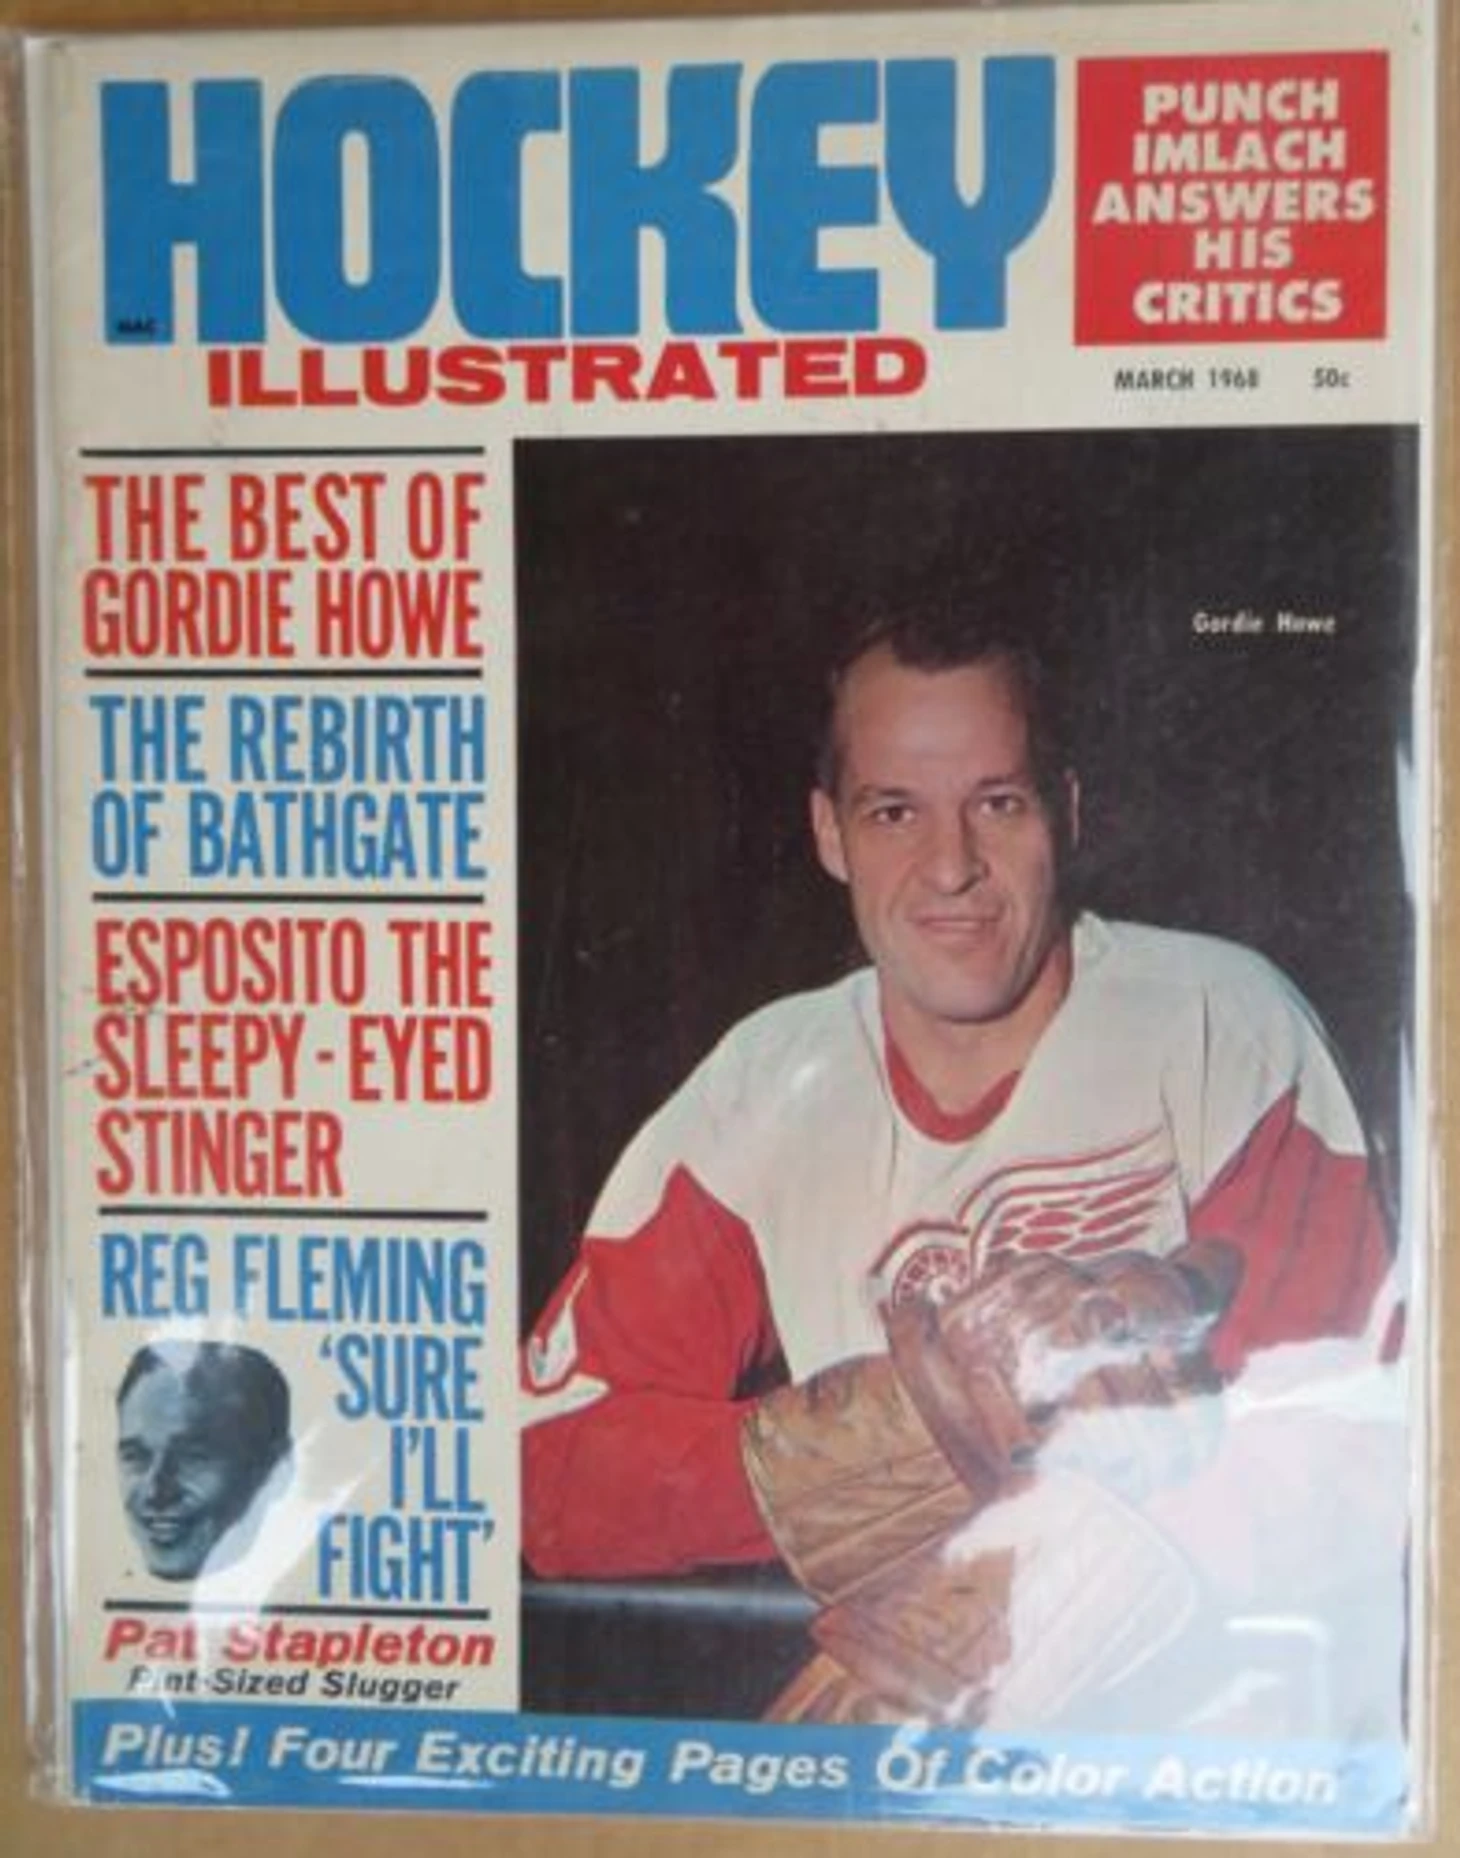 HOCKEY
ILLUSTRATED
PUNCH
IMLACH
ANSWERS
HIS
CRITICS
MARCH 1968 50c
THE BEST OF
GORDIE HOWE
THE REBIRTH
OF BATHGATE
ESPOSITO THE
SLEEPY-EYED
STINGER
REG FLEMING
'SURE
I'LL
FIGHT'
Pat Stapleton
Pint-Sized Slugger
Gordie Howe
Plus! Four Exciting Pages Of Color Action